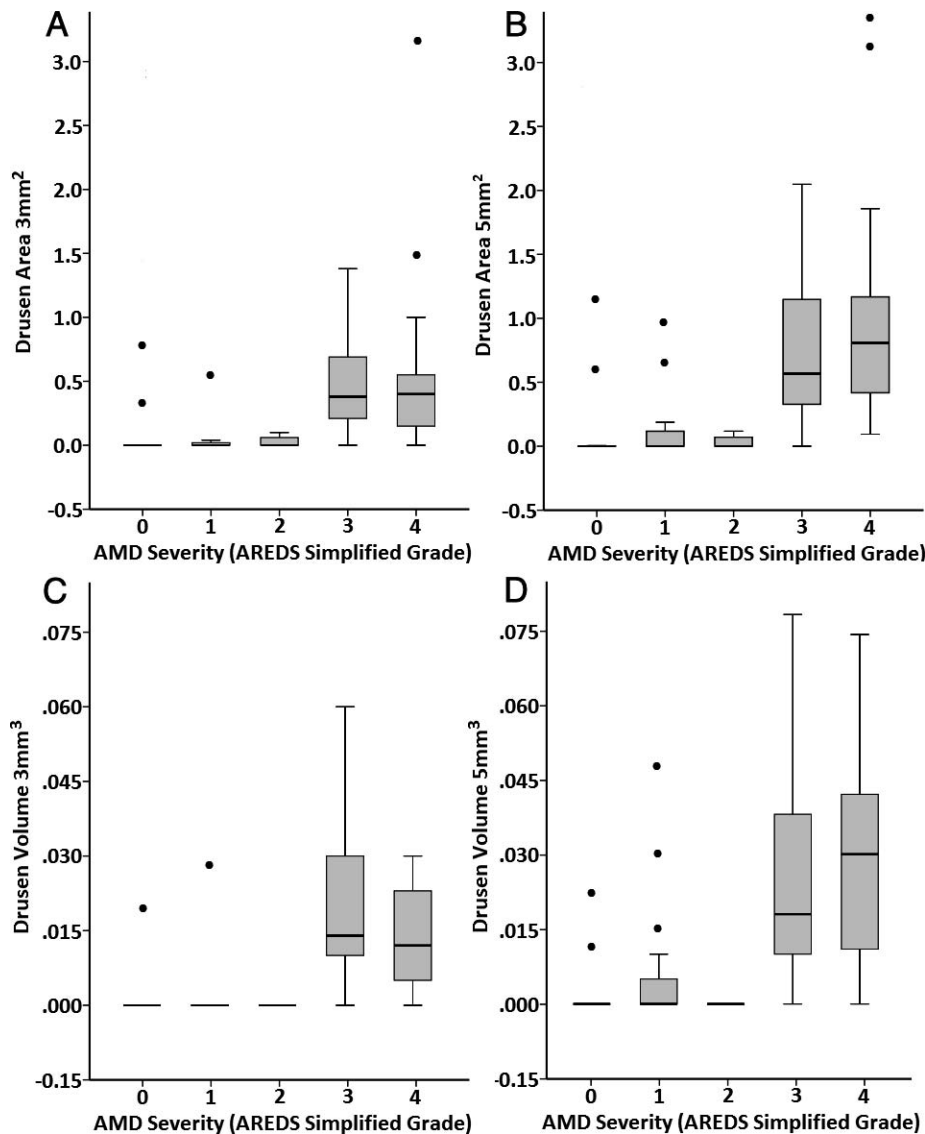 A
3.0
2.5
2.0
1.5
1.0
0.5
0.0
-0.5
Drusen Area 3mm²
0 1 2 3 4
AMD Severity (AREDS Simplified Grade)
B
3.0
2.5
2.0
1.5
1.0
0.5
0.0
-0.5
Drusen Area 5mm²
0 1 2 3 4
AMD Severity (AREDS Simplified Grade)
C
.075
.060
.045
.030
.015
.000
-0.15
Drusen Volume 3mm³
0 1 2 3 4
AMD Severity (AREDS Simplified Grade)
D
.075
.060
.045
.030
.015
.000
-0.15
Drusen Volume 5mm³
0 1 2 3 4
AMD Severity (AREDS Simplified Grade)